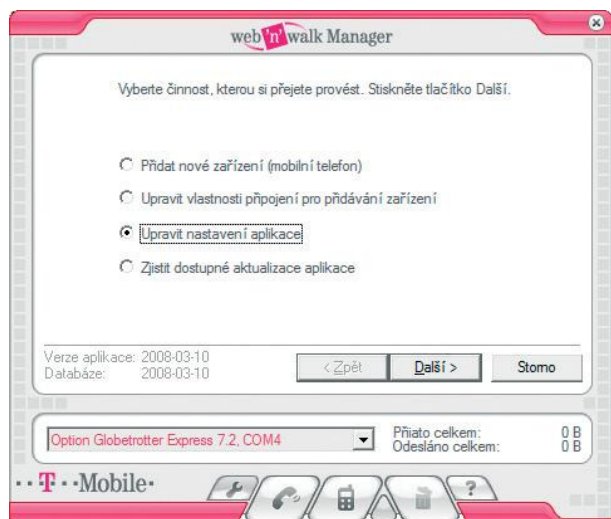 web'n'walk Manager
Vyberte činnost, kterou si přejete provést. Stiskněte tlačítko Další.
Přidat nové zařízení (mobilní telefon)
Upravit vlastnosti připojení pro přidávání zařízení
Upravit nastavení aplikace
Zjistit dostupné aktualizace aplikace
Verze aplikace: 2008-03-10
Databáze: 2008-03-10
< Zpět
Další >
Storno
Option Globetrotter Express 7.2, COM4
Přijato celkem: 0 B
Odesláno celkem: 0 B
··T··Mobile·
?